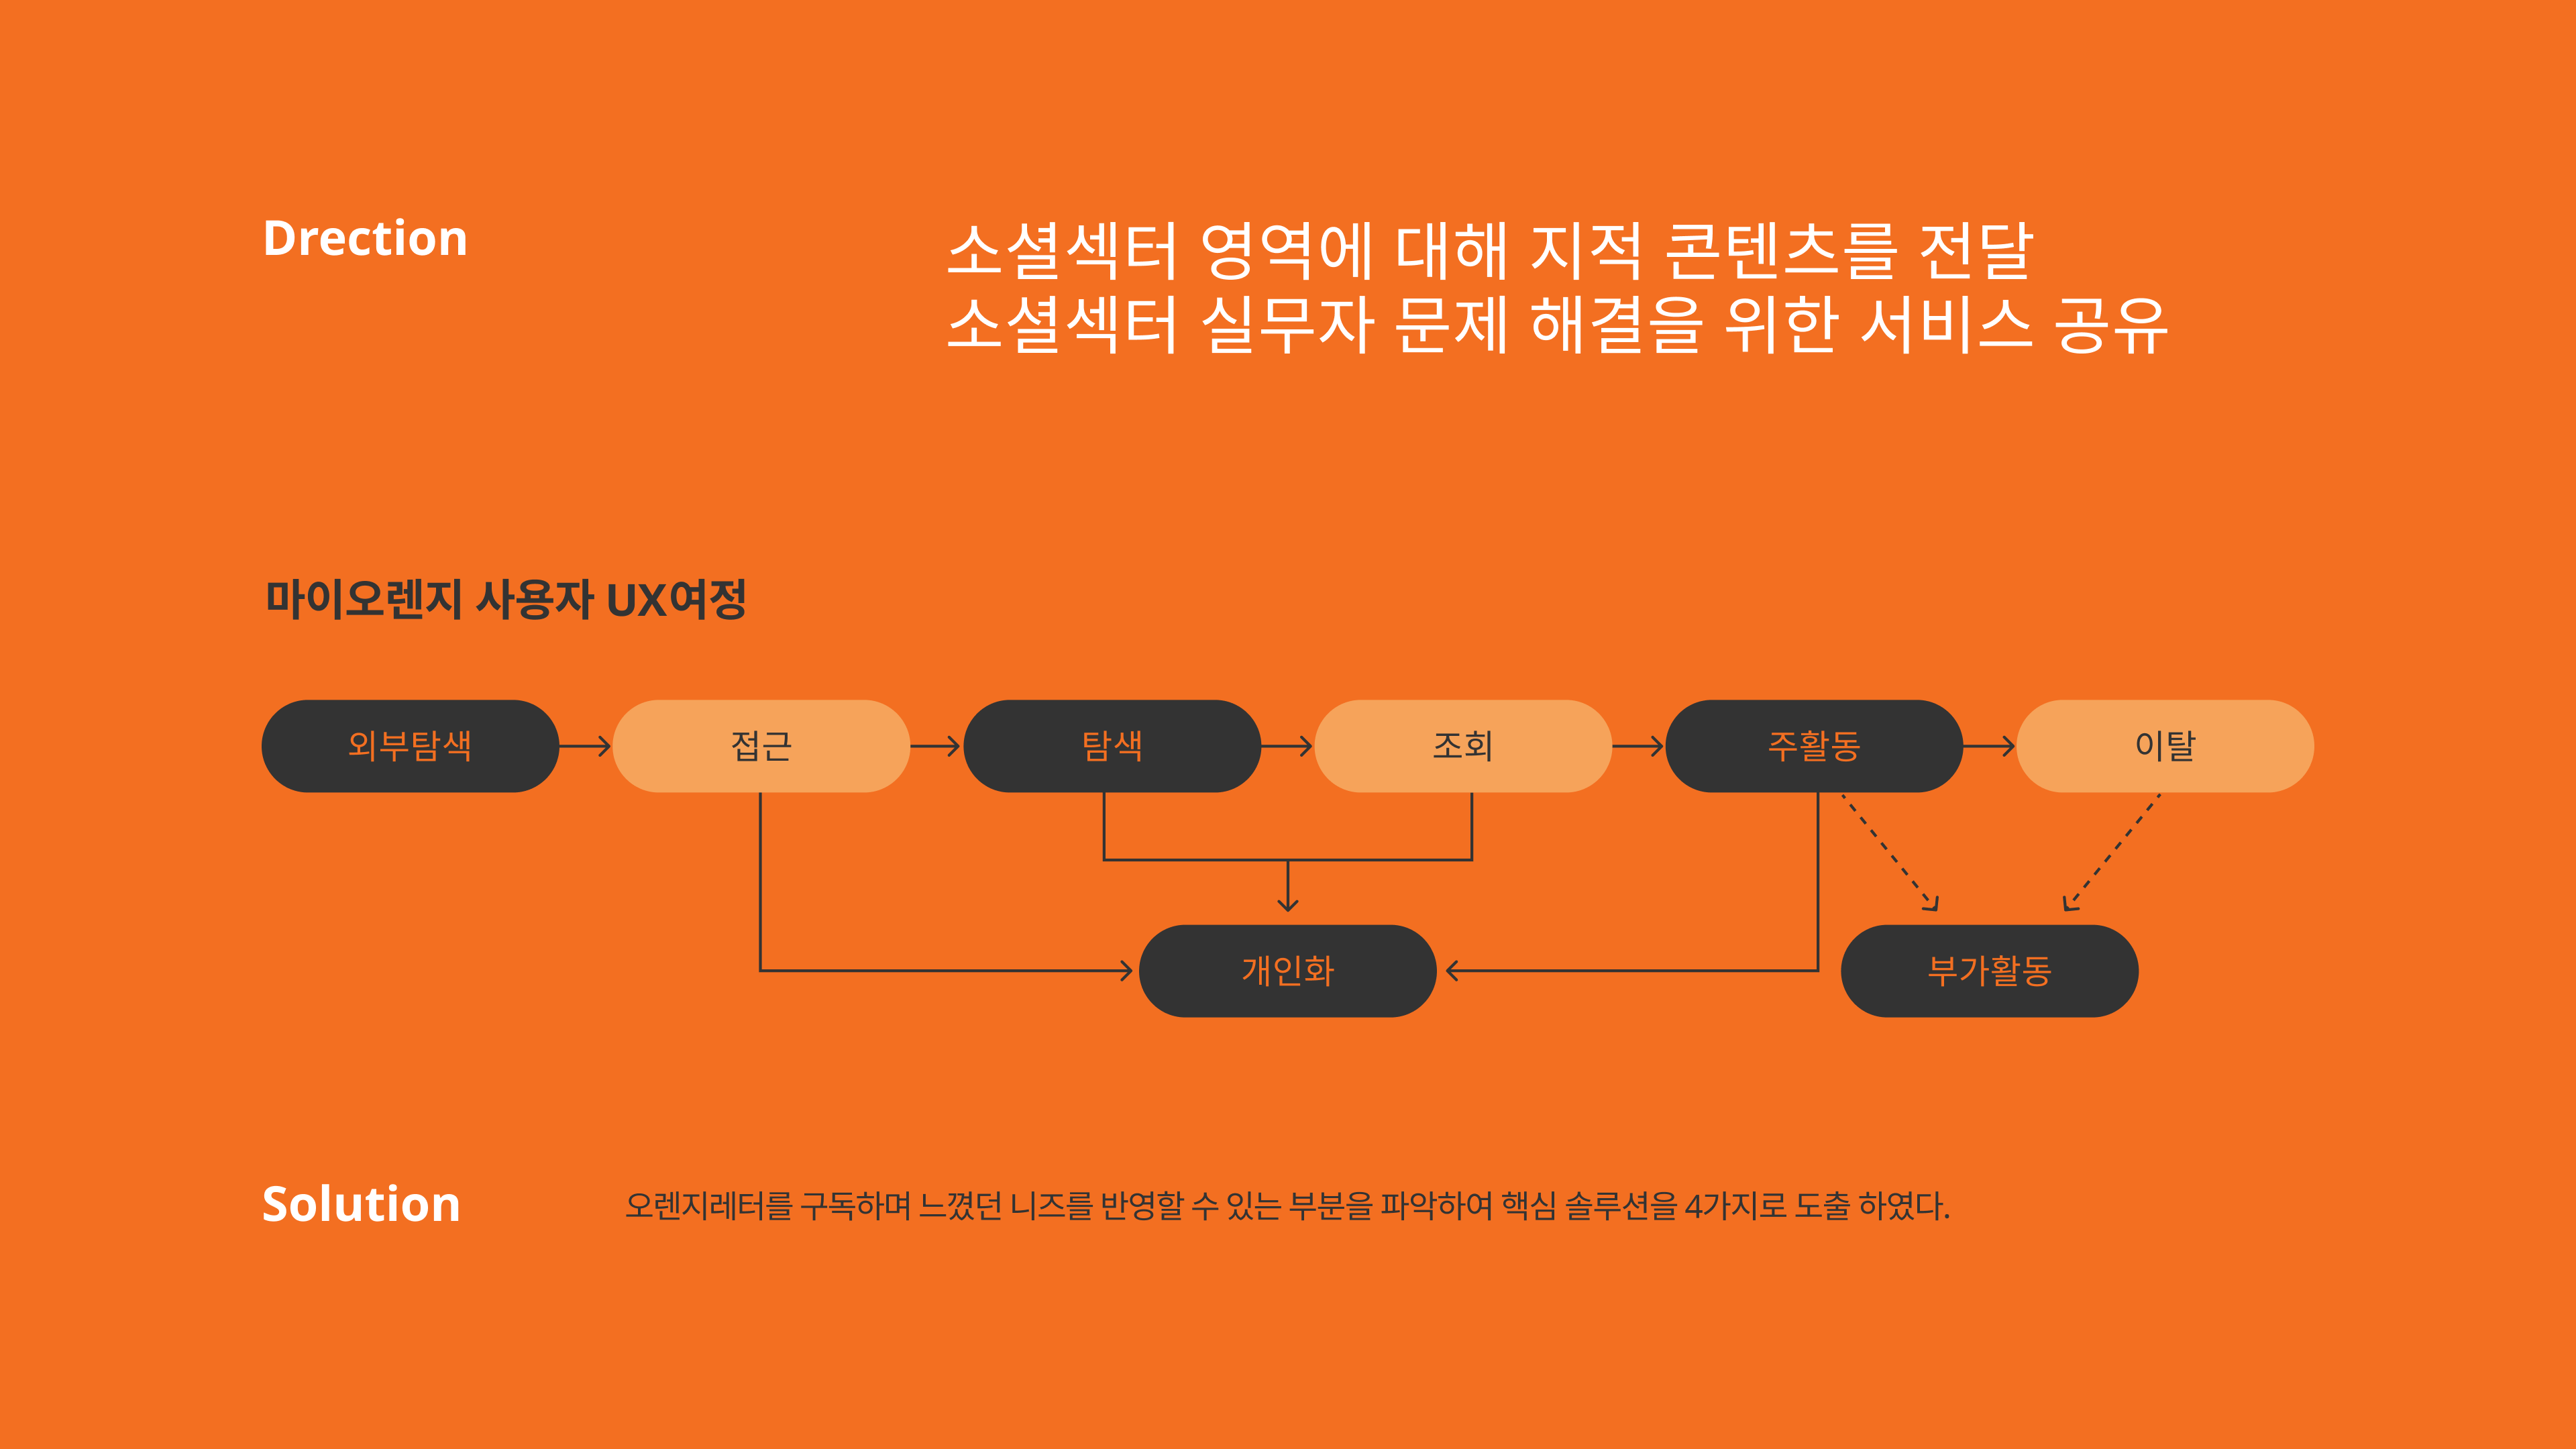 Drection
소셜섹터 영역에 대해 지적 콘텐츠를 전달
소셜섹터 실무자 문제 해결을 위한 서비스 공유
마이오렌지 사용자 UX여정
외부탐색
접근
탐색
조회
주활동
이탈
개인화
부가활동
Solution
오렌지레터를 구독하며 느꼈던 니즈를 반영할 수 있는 부분을 파악하여 핵심 솔루션을 4가지로 도출 하였다.